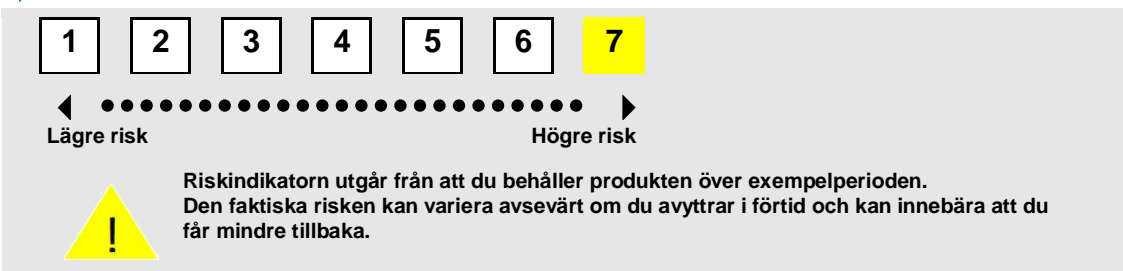 1 2 3 4 5 6 7
Lägre risk Högre risk
Riskindikatorn utgår från att du behåller produkten över exempelperioden.
Den faktiska risken kan variera avsevärt om du avyttrar i förtid och kan innebära att du
får mindre tillbaka.
!